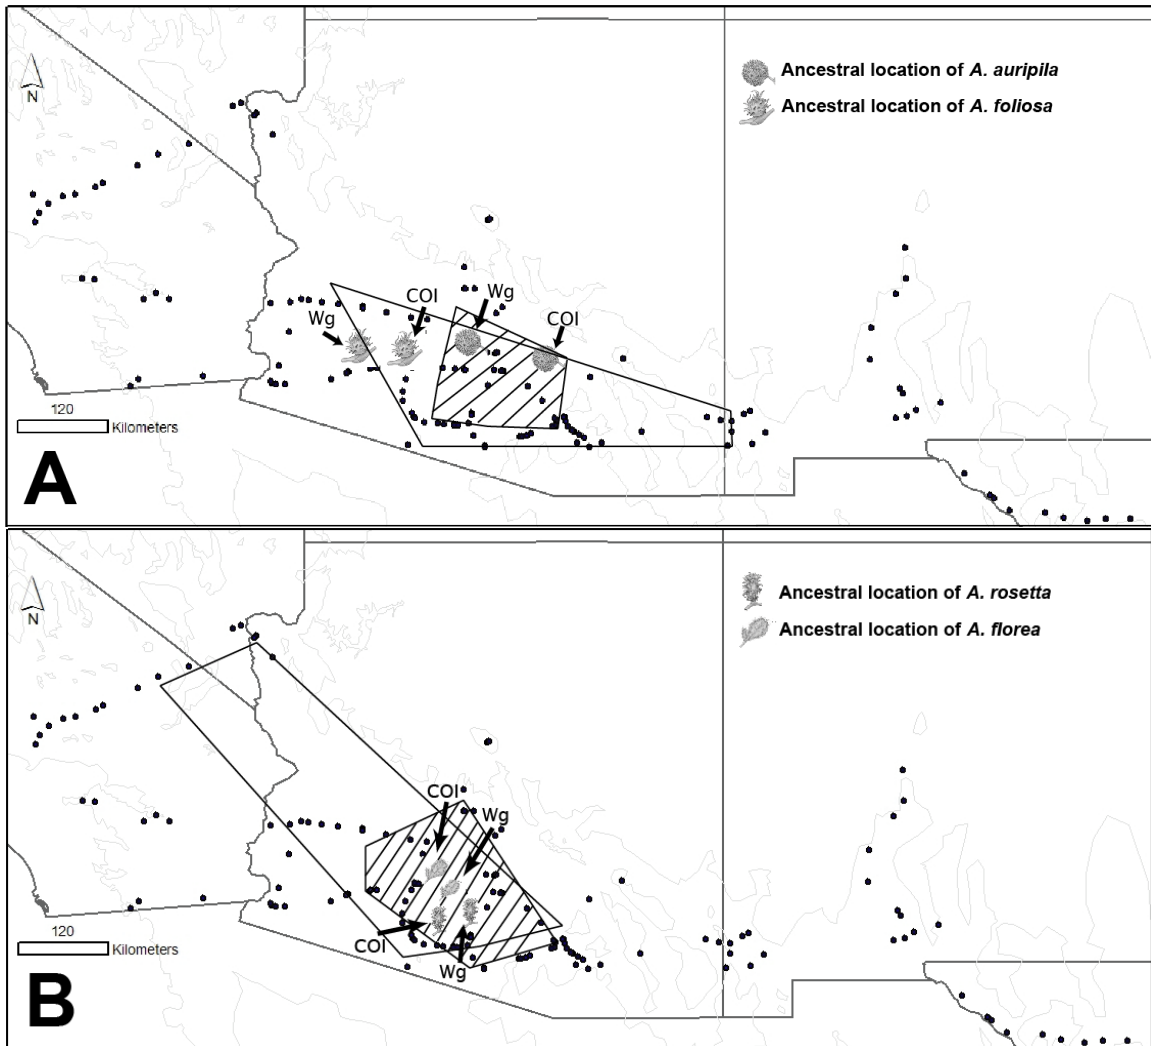 Ancestral location of A. auripila
N
Ancestral location of A. foliosa
Wg
COI
Wg
COI
120
Kilometers
A
Ancestral location of A. rosetta
N
Ancestral location of A. florea
COI
Wg
COI
Wg
120
Kilometers
B